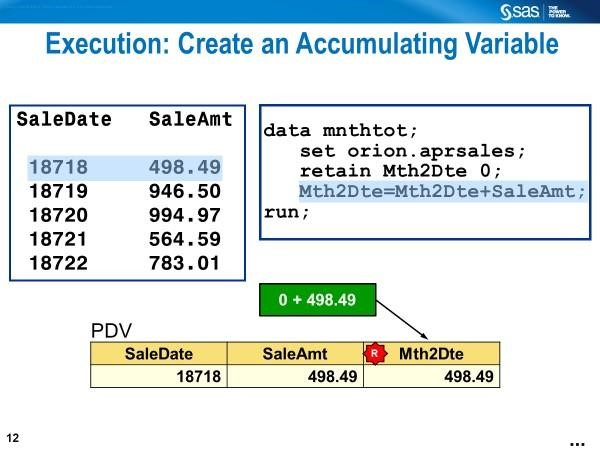 sas THE POWER TO KNOW.
Execution: Create an Accumulating Variable
SaleDate SaleAmt
18718 498.49
18719 946.50
18720 994.97
18721 564.59
18722 783.01
data mnthtot;
set orion.aprsales;
retain Mth2Dte 0;
Mth2Dte=Mth2Dte+SaleAmt;
run;
0 + 498.49
PDV
SaleDate SaleAmt R Mth2Dte
18718 498.49 498.49
12 ...